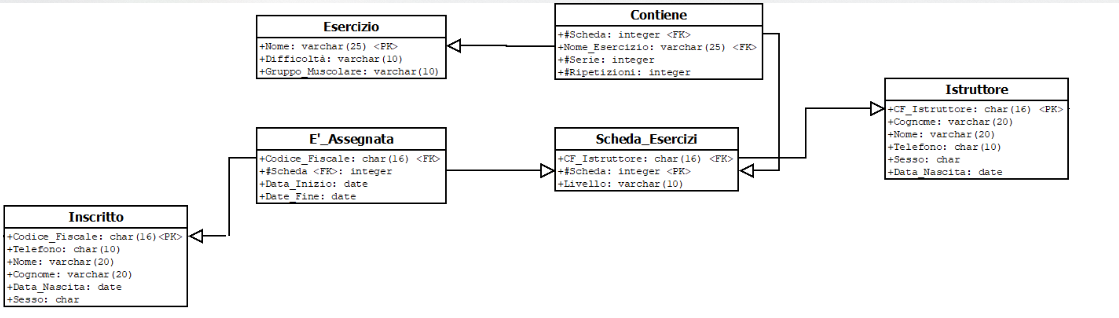 Esercizio
+Nome: varchar(25) <PK>
+Difficoltà: varchar(10)
+Gruppo_Muscolare: varchar(10)
Contiene
+#Scheda: integer <FK>
+Nome_Esercizio: varchar(25) <FK>
+#Serie: integer
+#Ripetizioni: integer
Istruttore
+CF_Istruttore: char(16) <PK>
+Cognome: varchar(20)
+Nome: varchar(20)
+Telefono: char(10)
+Sesso: char
+Data_Nascita: date
E'_Assegnata
+Codice_Fiscale: char(16) <FK>
+#Scheda <FK>: integer
+Data_Inizio: date
+Date_Fine: date
Scheda_Esercizi
+CF_Istruttore: char(16) <FK>
+#Scheda: integer <PK>
+Livello: varchar(10)
Inscritto
+Codice_Fiscale: char(16)<PK>
+Telefono: char(10)
+Nome: varchar(20)
+Cognome: varchar(20)
+Data_Nascita: date
+Sesso: char